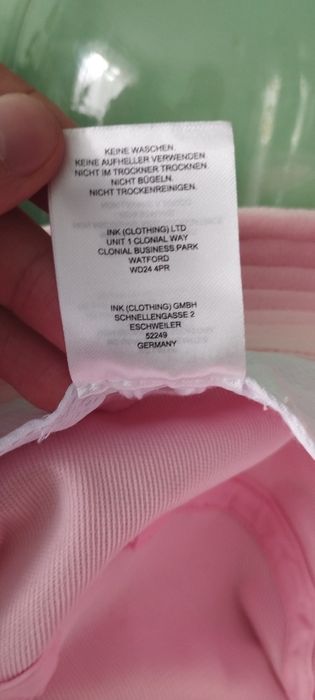 KEINE WASCHEN.
KEINE AUFHELLER VERWENDEN
NICHT IM TROCKNER TROCKNEN.
NICHT BÜGELN.
NICHT TROCKENREINIGEN.
INK (CLOTHING) LTD
UNIT 1 CLONIAL WAY
CLONIAL BUSINESS PARK
WATFORD
WD24 4PR
INK (CLOTHING) GMBH
SCHNELLENGASSE 2
ESCHWEILER
52249
GERMANY